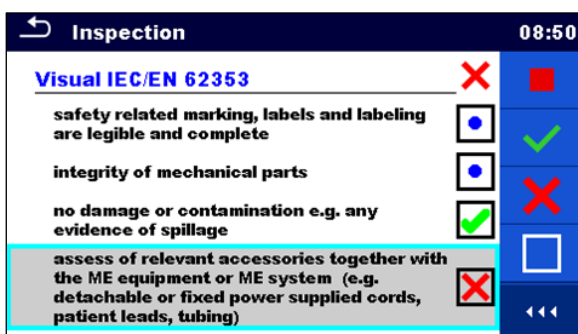 Inspection
08:50
Visual IEC/EN 62353
safety related marking, labels and labeling
are legible and complete
integrity of mechanical parts
no damage or contamination e.g. any
evidence of spillage
assess of relevant accessories together with
the ME equipment or ME system (e.g.
detachable or fixed power supplied cords,
patient leads, tubing)